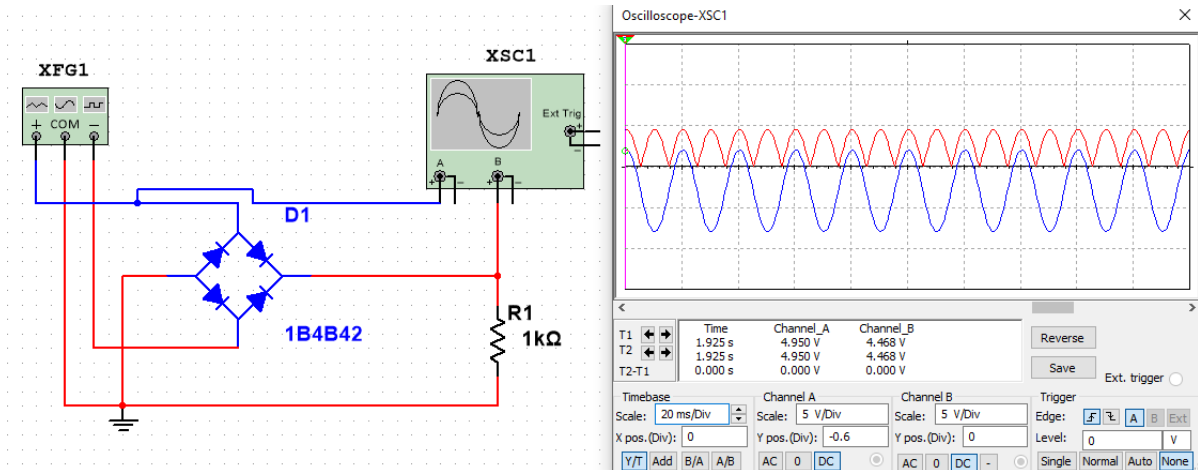 XFG1
+ COM −
XSC1
Ext Trig
+
−
A
B
+ −
+ −
D1
1B4B42
R1
1kΩ
Oscilloscope-XSC1
T1
T2
T2-T1
Time Channel_A Channel_B
1.925 s 4.950 V 4.468 V
1.925 s 4.950 V 4.468 V
0.000 s 0.000 V 0.000 V
Reverse
Save
Ext. trigger
Timebase
Scale: 20 ms/Div
X pos.(Div): 0
Y/T Add B/A A/B
Channel A
Scale: 5 V/Div
Y pos.(Div): -0.6
AC 0 DC
Channel B
Scale: 5 V/Div
Y pos.(Div): 0
AC 0 DC -
Trigger
Edge: A B Ext
Level: 0 V
Single Normal Auto None